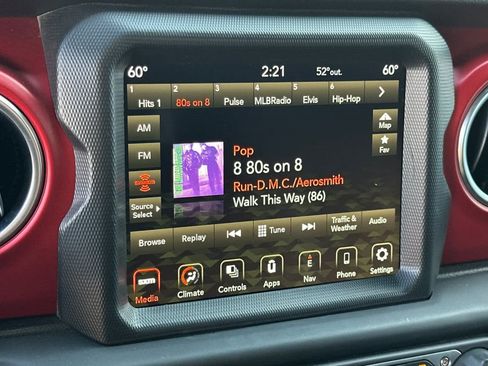 60° 2:21 52°out. 60°
1 2 3 4 5 6
Hits 1 80s on 8 Pulse MLBRadio Elvis Hip-Hop
AM
Map
FM
Fav
Pop
8 80s on 8
Run-D.M.C./Aerosmith
Walk This Way (86)
Source
Select
Browse Replay Tune Traffic &
Weather Audio
SXM E
Media Climate Controls Apps Nav Phone Settings